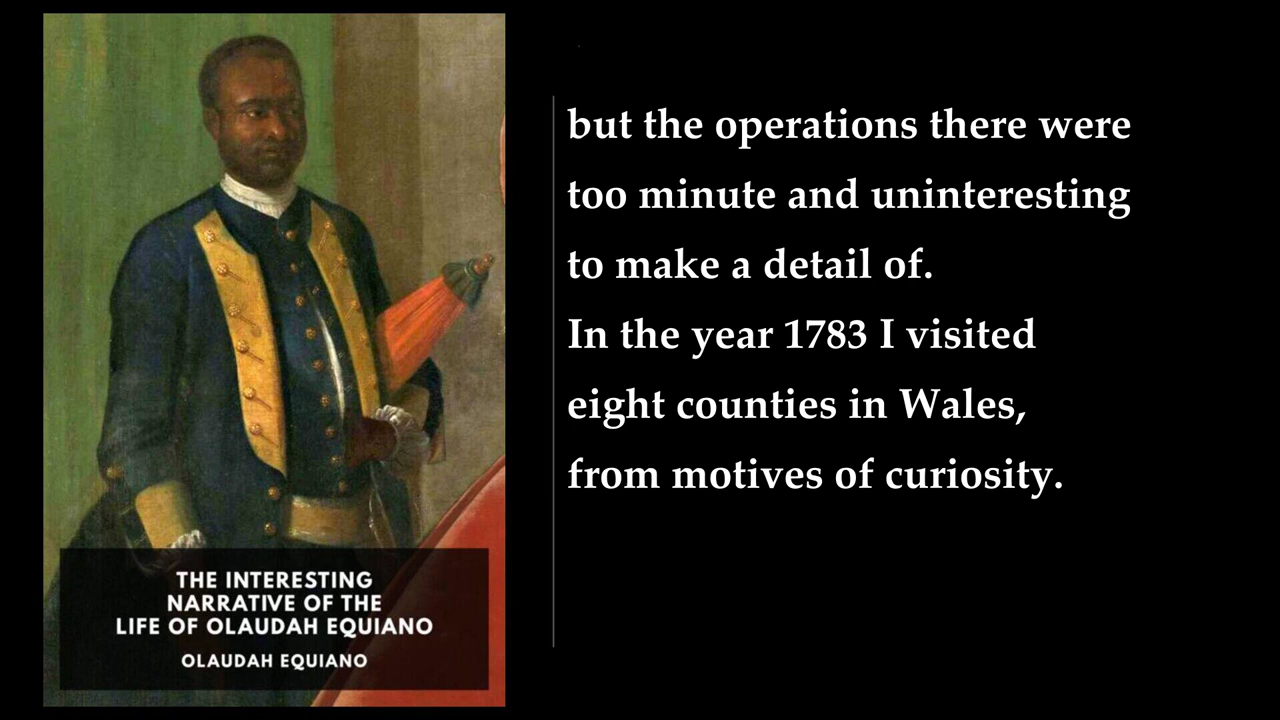 THE INTERESTING
NARRATIVE OF THE
LIFE OF OLAUDAH EQUIANO
OLAUDAH EQUIANO
but the operations there were
too minute and uninteresting
to make a detail of.
In the year 1783 I visited
eight counties in Wales,
from motives of curiosity.